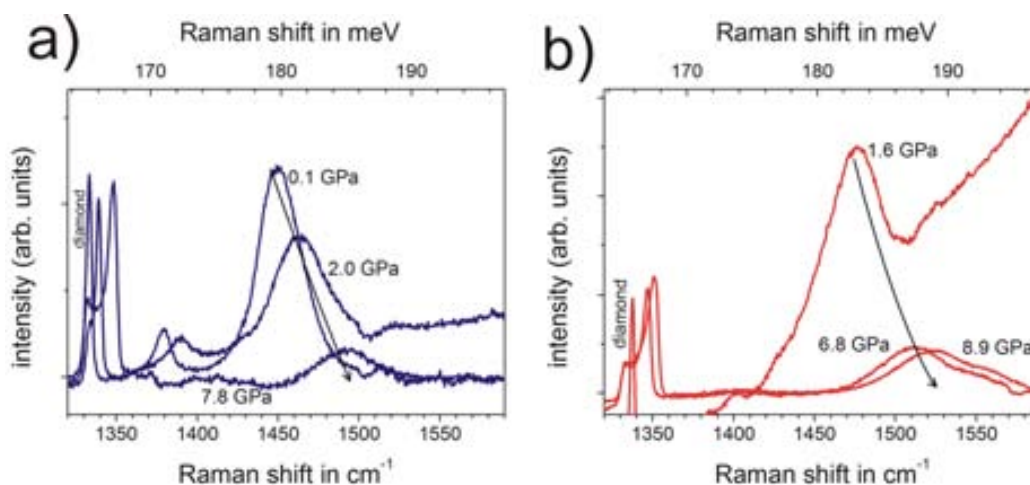 a)
Raman shift in meV
170 180 190
intensity (arb. units)
diamond
0.1 GPa
2.0 GPa
7.8 GPa
1350 1400 1450 1500 1550
Raman shift in cm-1
b)
Raman shift in meV
170 180 190
intensity (arb. units)
diamond
1.6 GPa
6.8 GPa
8.9 GPa
1350 1400 1450 1500 1550
Raman shift in cm-1